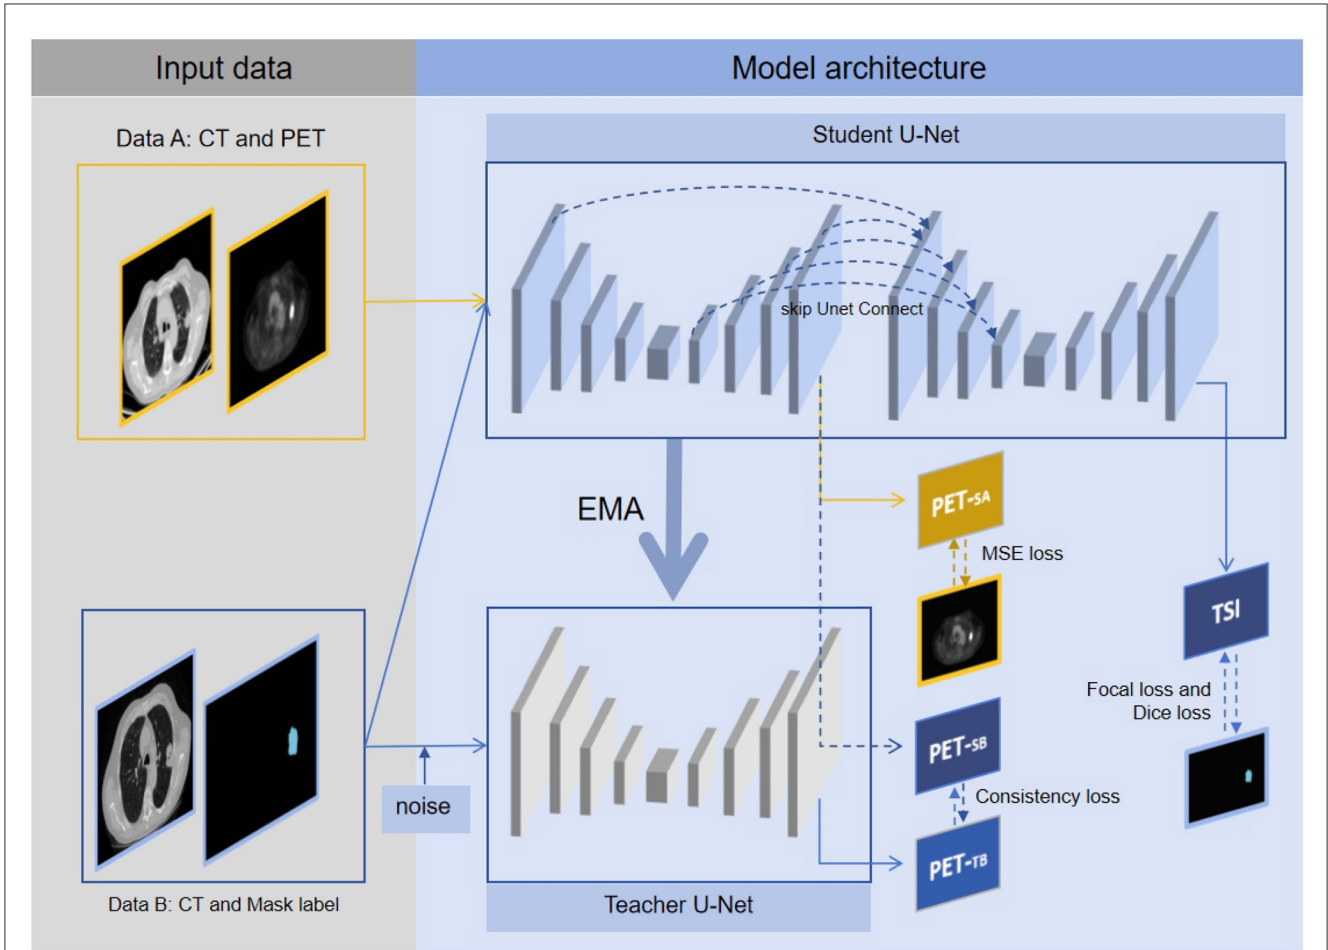 Input data
Model architecture
Data A: CT and PET
Student U-Net
skip Unet Connect
EMA
PET-SA
MSE loss
TSI
Focal loss and
Dice loss
PET-SB
Consistency loss
noise
PET-TB
Data B: CT and Mask label
Teacher U-Net